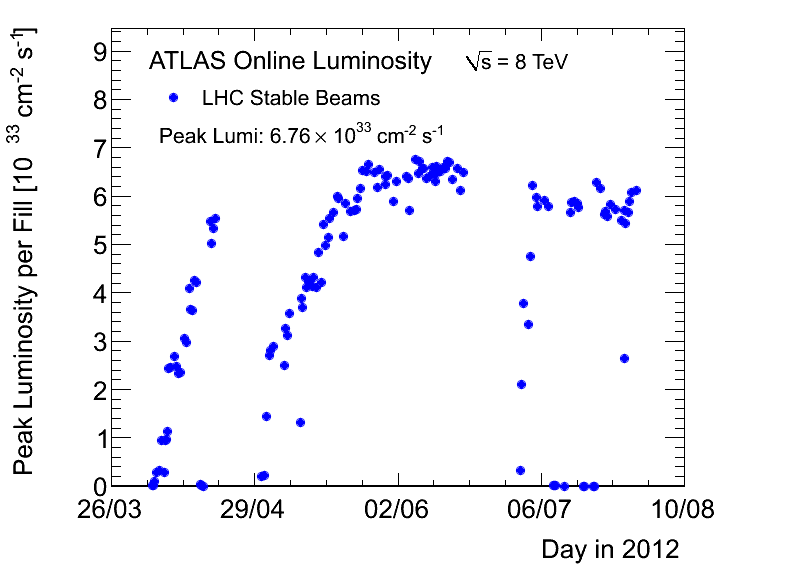 ATLAS Online Luminosity √s = 8 TeV
LHC Stable Beams
Peak Lumi: 6.76 × 10³³ cm⁻² s⁻¹
Peak Luminosity per Fill [10³³ cm⁻² s⁻¹]
9
8
7
6
5
4
3
2
1
0
26/03 29/04 02/06 06/07 10/08
Day in 2012